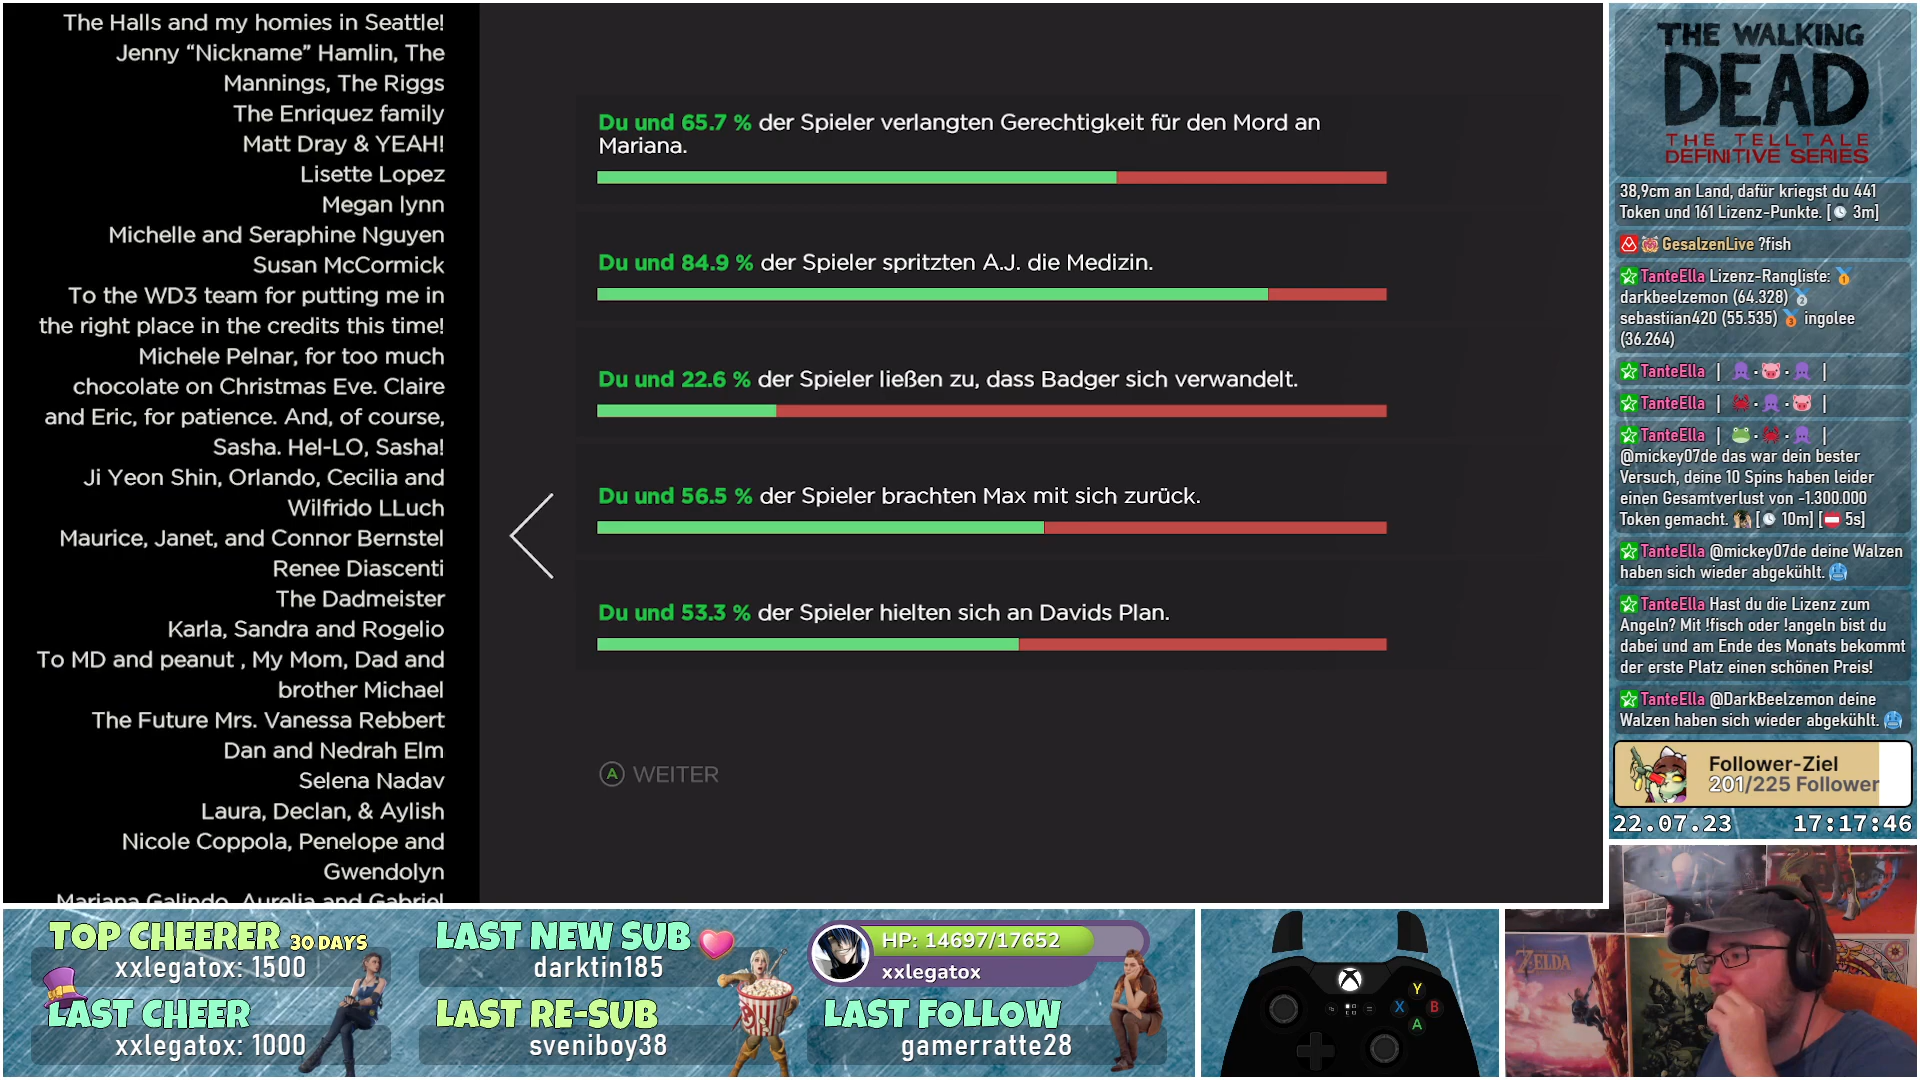 The Halls and my homies in Seattle!
Jenny “Nickname” Hamlin, The
Mannings, The Riggs
The Enriquez family
Matt Dray & YEAH!
Lisette Lopez
Megan lynn
Michelle and Seraphine Nguyen
Susan McCormick
To the WD3 team for putting me in
the right place in the credits this time!
Michele Pelnar, for too much
chocolate on Christmas Eve. Claire
and Eric, for patience. And, of course,
Sasha. Hel-LO, Sasha!
Ji Yeon Shin, Orlando, Cecilia and
Wilfrido LLuch
Maurice, Janet, and Connor Bernstel
Renee Diascenti
The Dadmeister
Karla, Sandra and Rogelio
To MD and peanut , My Mom, Dad and
brother Michael
The Future Mrs. Vanessa Rebbert
Dan and Nedrah Elm
Selena Nadav
Laura, Declan, & Aylish
Nicole Coppola, Penelope and
Gwendolyn
Mariana Galindo, Aurelia and Gabriel
Du und 65.7 % der Spieler verlangten Gerechtigkeit für den Mord an
Mariana.
Du und 84.9 % der Spieler spritzten A.J. die Medizin.
Du und 22.6 % der Spieler ließen zu, dass Badger sich verwandelt.
Du und 56.5 % der Spieler brachten Max mit sich zurück.
Du und 53.3 % der Spieler hielten sich an Davids Plan.
A WEITER
THE WALKING
DEAD
THE TELLTALE
DEFINITIVE SERIES
38,9cm an Land, dafür kriegst du 441
Token und 161 Lizenz-Punkte. [🕒 3m]
GesalzenLive ?fish
TanteElla Lizenz-Rangliste: 🥇
darkbeelzemon (64.328) 🥈
sebastiian420 (55.535) 🥉 ingolee
(36.264)
TanteElla | 🐙 · 🐷 · 🐙 |
TanteElla | 🦀 · 🐙 · 🐷 |
TanteElla | 🐸 · 🦀 · 🐙 |
@mickey07de das war dein bester
Versuch, deine 10 Spins haben leider
einen Gesamtverlust von -1.300.000
Token gemacht. [🕒 10m] [⛔ 5s]
TanteElla @mickey07de deine Walzen
haben sich wieder abgekühlt. 🥶
TanteElla Hast du die Lizenz zum
Angeln? Mit !fisch oder !angeln bist du
dabei und am Ende des Monats bekommt
der erste Platz einen schönen Preis!
TanteElla @DarkBeelzemon deine
Walzen haben sich wieder abgekühlt. 🥶
Follower-Ziel
201/225 Follower
22.07.23 17:17:46
TOP CHEERER 30 DAYS
xxlegatox: 1500
LAST CHEER
xxlegatox: 1000
LAST NEW SUB
darktin185
LAST RE-SUB
sveniboy38
HP: 14697/17652
xxlegatox
LAST FOLLOW
gamerratte28
Y
X B
A
ZELDA